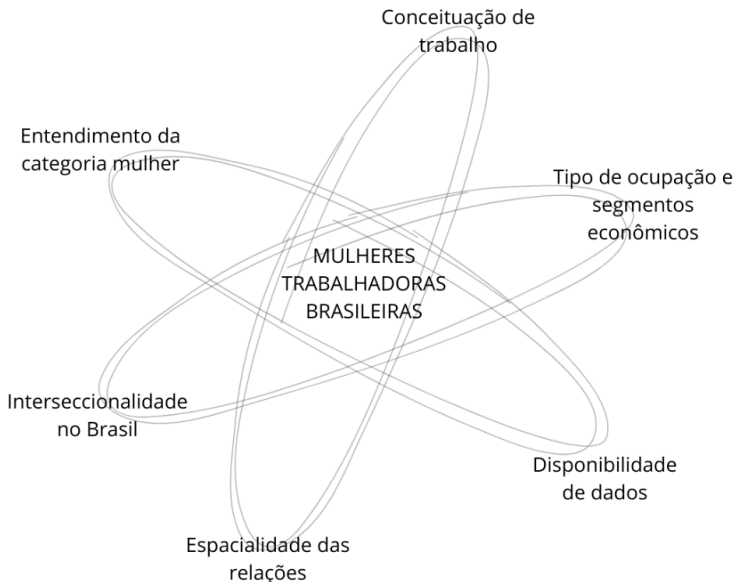 Conceituação de
trabalho
Entendimento da
categoria mulher
Tipo de ocupação e
segmentos
econômicos
MULHERES
TRABALHADORAS
BRASILEIRAS
Interseccionalidade
no Brasil
Disponibilidade
de dados
Espacialidade das
relações